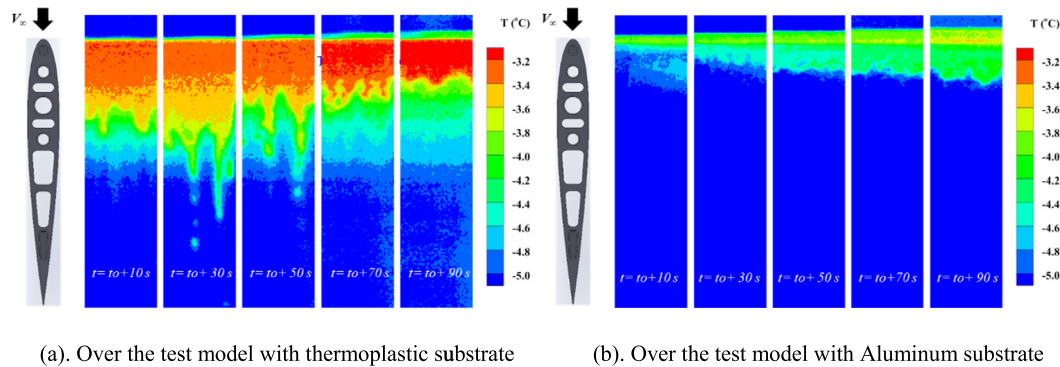 V∞
T (°C)
-3.2
-3.4
-3.6
-3.8
-4.0
-4.2
-4.4
-4.6
-4.8
-5.0
t= to+10 s
t= to+ 30 s
t= to+ 50 s
t= to+70 s
t= to+ 90 s
(a). Over the test model with thermoplastic substrate
V∞
T (°C)
-3.2
-3.4
-3.6
-3.8
-4.0
-4.2
-4.4
-4.6
-4.8
-5.0
t= to+10 s
t= to+ 30 s
t= to+50 s
t= to+70 s
t= to+ 90 s
(b). Over the test model with Aluminum substrate